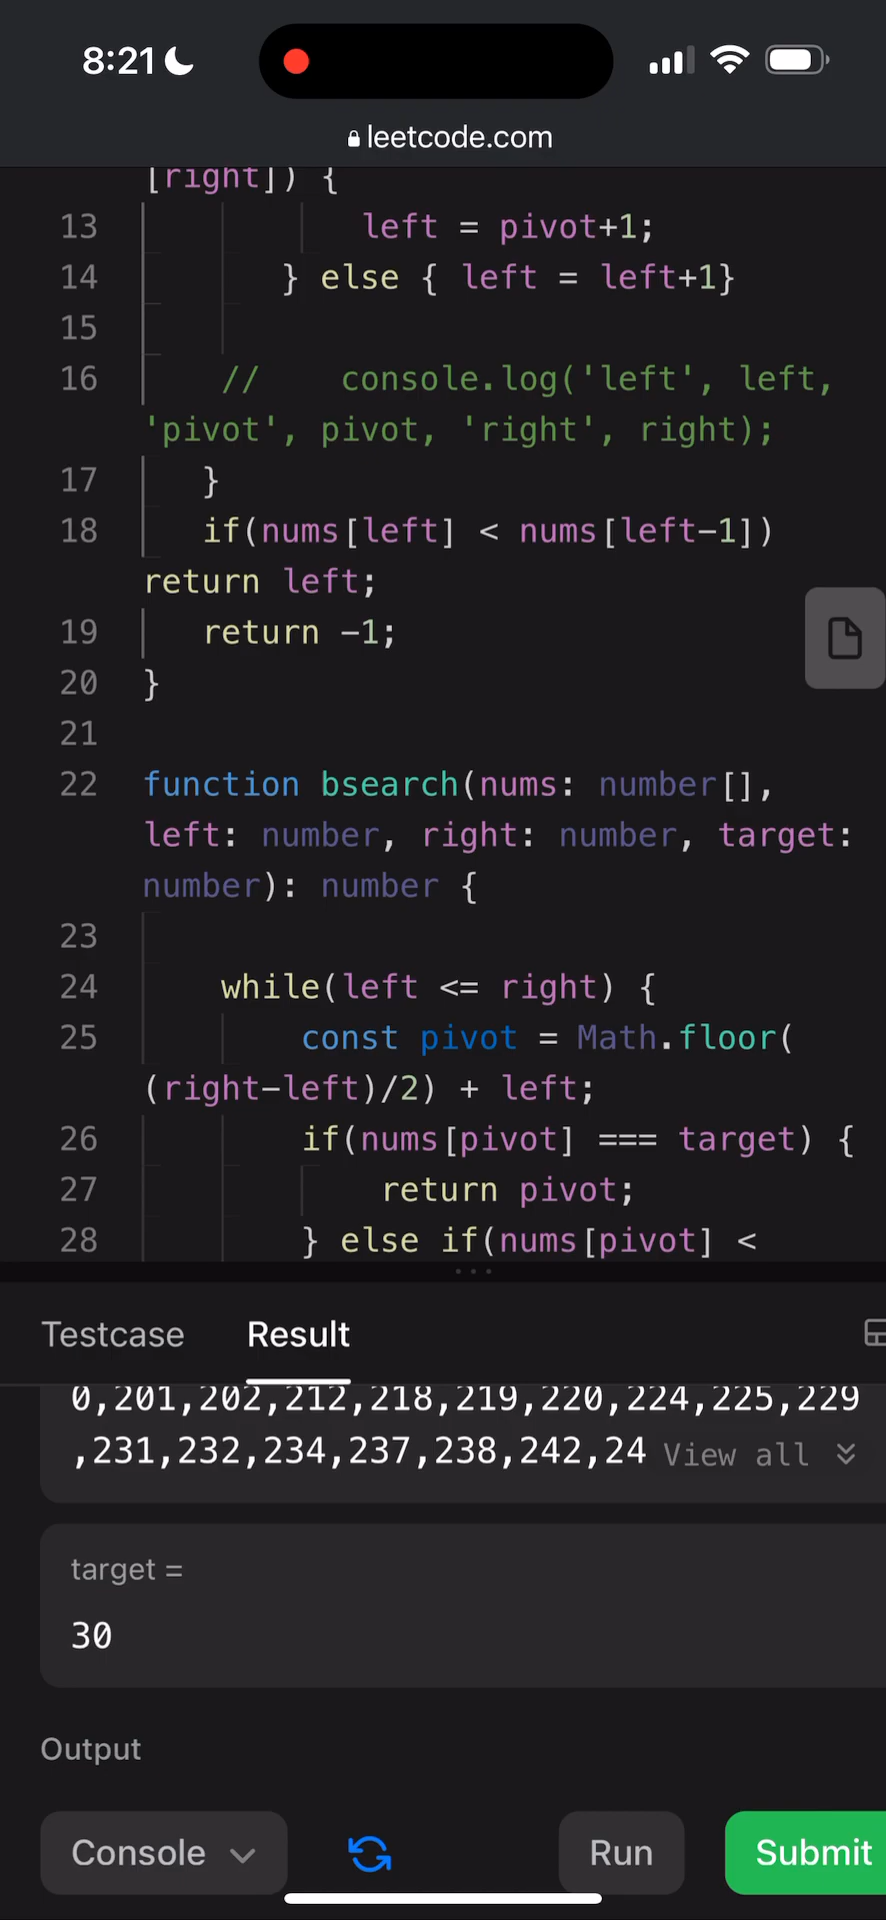 8:21
leetcode.com
[right]) {
13 left = pivot+1;
14 } else { left = left+1}
15
16 // console.log('left', left,
'pivot', pivot, 'right', right);
17 }
18 if(nums[left] < nums[left-1])
return left;
19 return -1;
20 }
21
22 function bsearch(nums: number[],
left: number, right: number, target:
number): number {
23
24 while(left <= right) {
25 const pivot = Math.floor(
(right-left)/2) + left;
26 if(nums[pivot] === target) {
27 return pivot;
28 } else if(nums[pivot] <
Testcase Result
0,201,202,212,218,219,220,224,225,229
,231,232,234,237,238,242,24 View all
target =
30
Output
Console Run Submit